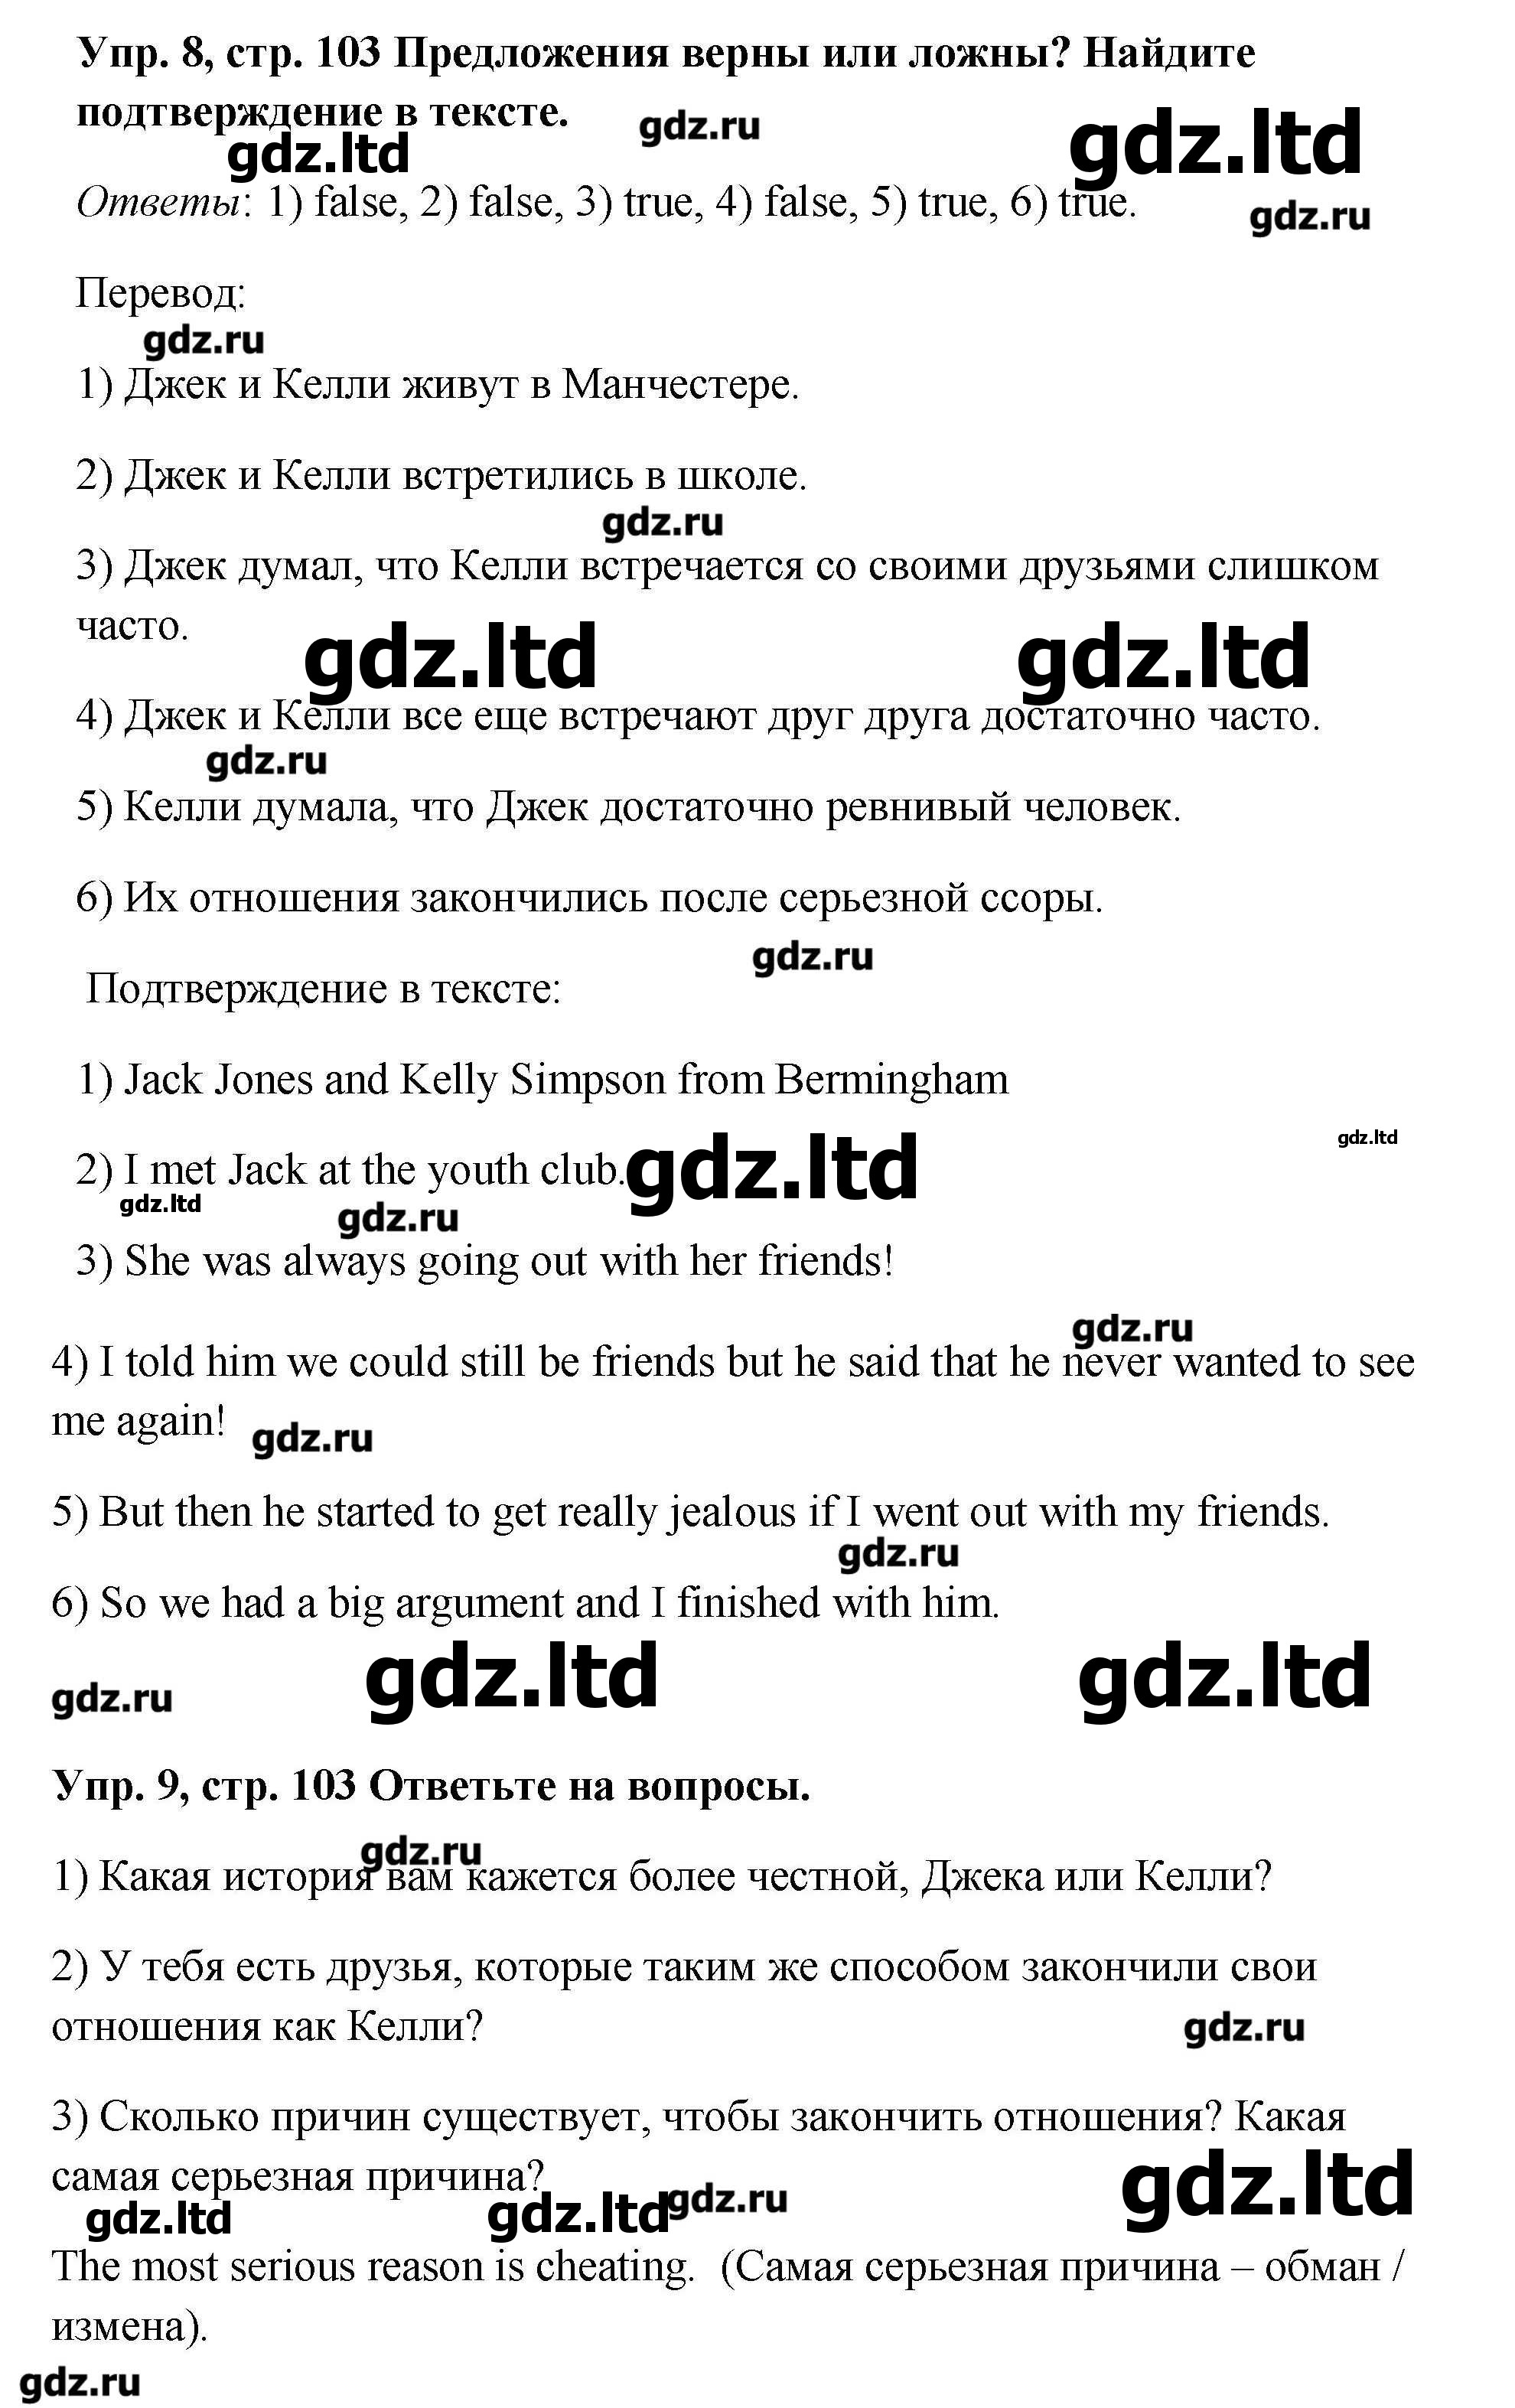 Упр. 8, стр. 103 Предложения верны или ложны? Найдите
подтверждение в тексте.
gdz.ru
gdz.ltd
gdz.ltd
Ответы: 1) false, 2) false, 3) true, 4) false, 5) true, 6) true.
gdz.ru
Перевод:
gdz.ru
1) Джек и Келли живут в Манчестере.
2) Джек и Келли встретились в школе.
gdz.ru
3) Джек думал, что Келли встречается со своими друзьями слишком
часто.
gdz.ltd
gdz.ltd
4) Джек и Келли все еще встречают друг друга достаточно часто.
gdz.ru
5) Келли думала, что Джек достаточно ревнивый человек.
6) Их отношения закончились после серьезной ссоры.
gdz.ru
Подтверждение в тексте:
1) Jack Jones and Kelly Simpson from Bermingham
gdz.ltd
2) I met Jack at the youth club.
gdz.ltd
gdz.ltd
gdz.ru
3) She was always going out with her friends!
gdz.ru
4) I told him we could still be friends but he said that he never wanted to see
me again!
gdz.ru
5) But then he started to get really jealous if I went out with my friends.
gdz.ru
6) So we had a big argument and I finished with him.
gdz.ru
gdz.ltd
gdz.ltd
Упр. 9, стр. 103 Ответьте на вопросы.
gdz.ru
1) Какая история вам кажется более честной, Джека или Келли?
2) У тебя есть друзья, которые таким же способом закончили свои
отношения как Келли?
gdz.ru
3) Сколько причин существует, чтобы закончить отношения? Какая
самая серьезная причина?
gdz.ltd
gdz.ltd
gdz.ltd
gdz.ru
The most serious reason is cheating. (Самая серьезная причина – обман /
измена).
gdz.ru